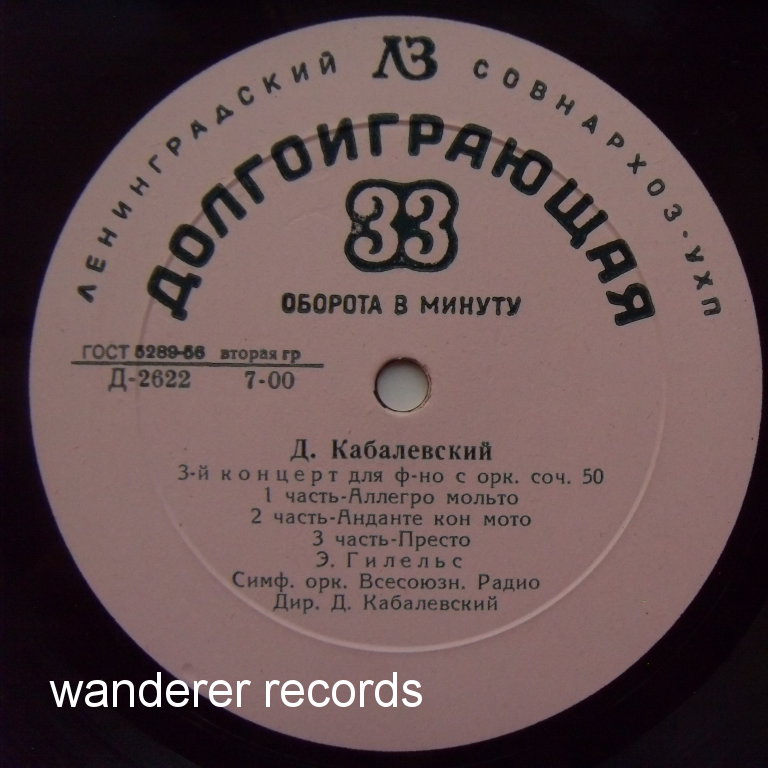 ЛЕНИНГРАДСКИЙ ЛЗ СОВНАРХОЗ-УХП
ДОЛГОИГРАЮЩАЯ
33
ОБОРОТА В МИНУТУ
ГОСТ 5289-56 вторая гр
Д-2622 7-00
Д. Кабалевский
3-й концерт для ф-но с орк. соч. 50
1 часть-Аллегро мольто
2 часть-Анданте кон мото
3 часть-Престо
Э. Гилельс
Симф. орк. Всесоюзн. Радио
Дир. Д. Кабалевский
wanderer records